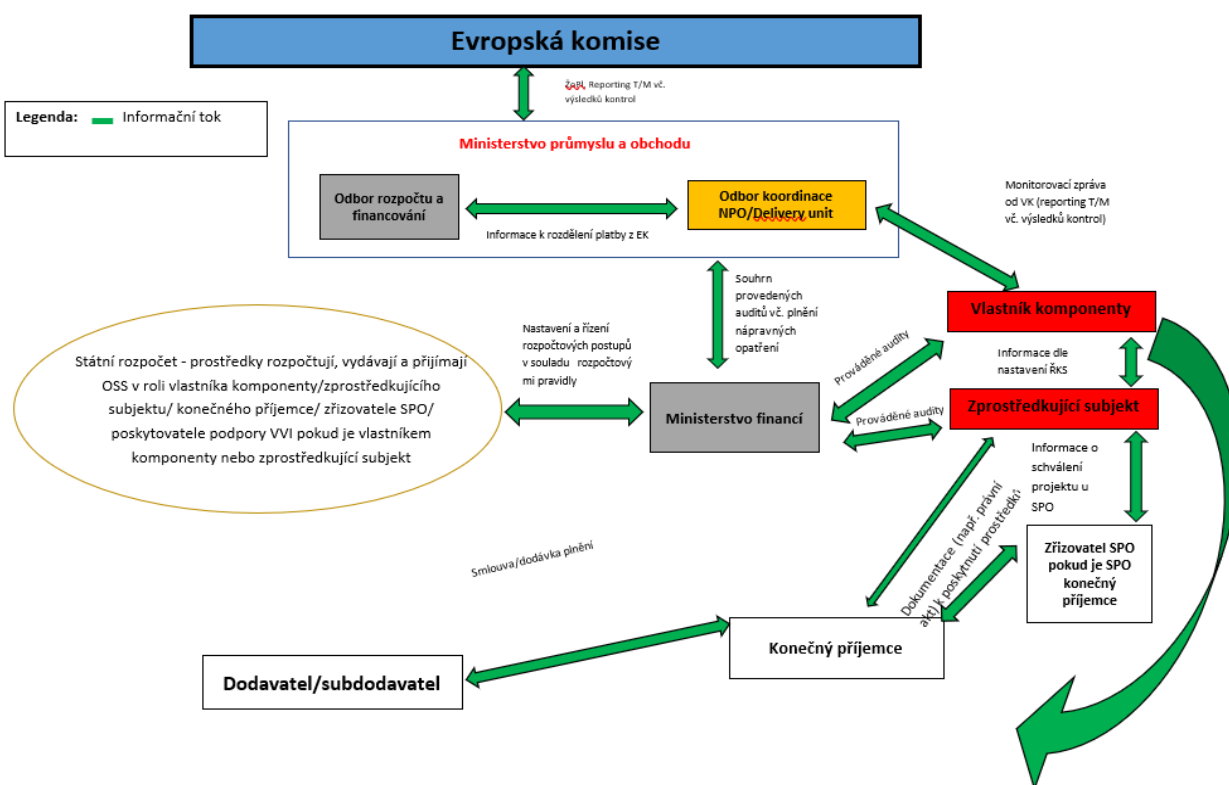 Evropská komise
ŽoPl, Reporting T/M vč.
výsledků kontrol
Legenda: Informační tok
Ministerstvo průmyslu a obchodu
Odbor rozpočtu a
financování
Odbor koordinace
NPO/Delivery unit
Informace k rozdělení platby z EK
Monitorovací zpráva
od VK (reporting T/M
vč. výsledků kontrol)
Souhrn
provedených
auditů vč. plnění
nápravných
opatření
Vlastník komponenty
Nastavení a řízení
rozpočtových postupů
v souladu rozpočtový
mi pravidly
Prováděné audity
Informace dle
nastavení ŘKS
Státní rozpočet - prostředky rozpočtují, vydávají a přijímají
OSS v roli vlastníka komponenty/zprostředkujícího
subjektu/ konečného příjemce/ zřizovatele SPO/
poskytovatele podpory VVI pokud je vlastníkem
komponenty nebo zprostředkující subjekt
Ministerstvo financí
Prováděné audity
Zprostředkující subjekt
Informace o
schválení
projektu u
SPO
Dokumentace (např. právní
akt) k poskytnutí prostředků
Zřizovatel SPO
pokud je SPO
konečný
příjemce
Smlouva/dodávka plnění
Konečný příjemce
Dodavatel/subdodavatel